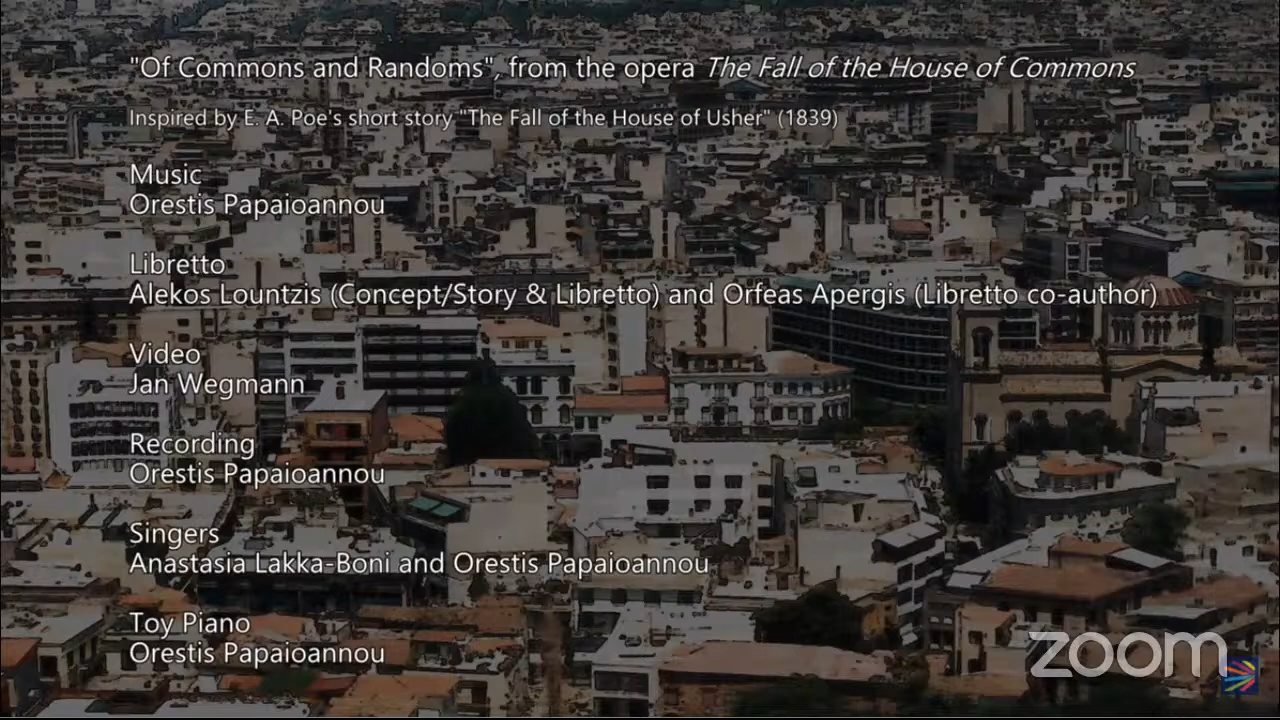 "Of Commons and Randoms", from the opera The Fall of the House of Commons
Inspired by E. A. Poe's short story "The Fall of the House of Usher" (1839)
Music
Orestis Papaioannou
Libretto
Alekos Lountzis (Concept/Story & Libretto) and Orfeas Apergis (Libretto co-author)
Video
Jan Wegmann
Recording
Orestis Papaioannou
Singers
Anastasia Lakka-Boni and Orestis Papaioannou
Toy Piano
Orestis Papaioannou
zoom